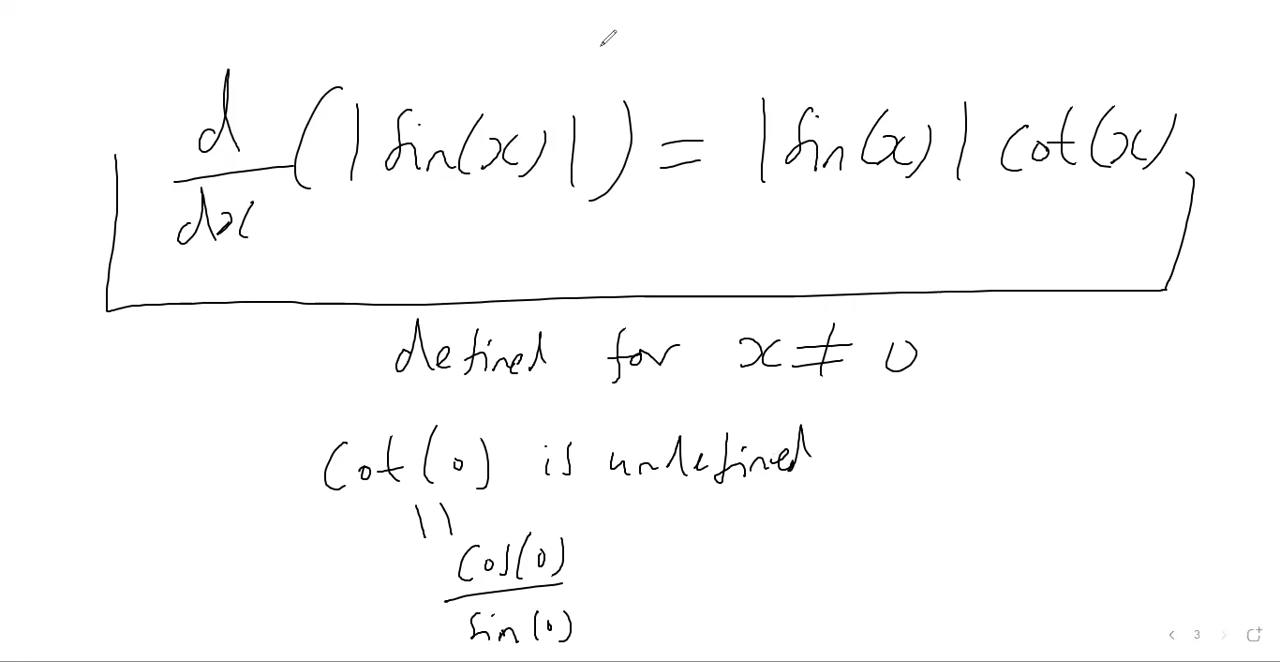 d/dx (|sin(x)|) = |sin(x)| cot(x)
defined for x ≠ 0
cot(0) is undefined
||
cos(0)
sin(0)
3